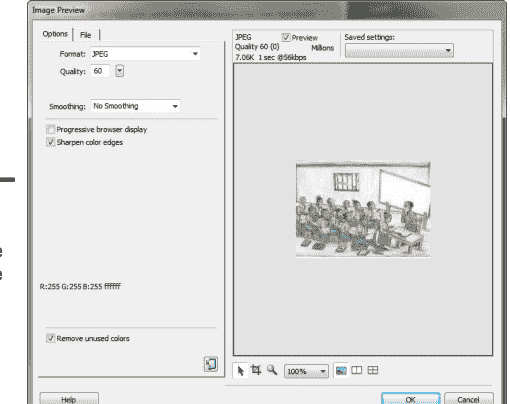 Image Preview
Options File
Format: JPEG
Quality: 60
Smoothing: No Smoothing
Progressive browser display
Sharpen color edges
R:255 G:255 B:255 ffffff
Remove unused colors
Help
JPEG Preview
Quality 60 (0) Millions
7.06K 1 sec @56kbps
Saved settings:
100%
OK Cancel
e
e